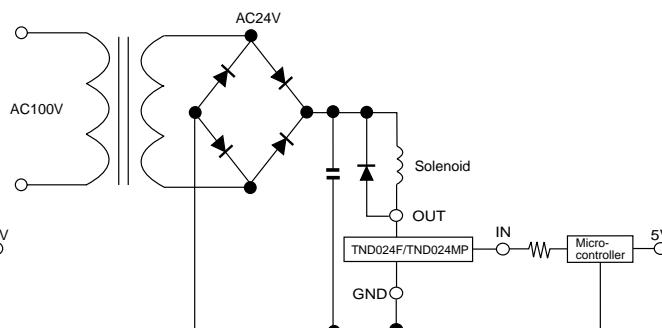 AC24V
AC100V
Solenoid
OUT
V
IN
TND024F/TND024MP
Micro-
controller
5V
GND